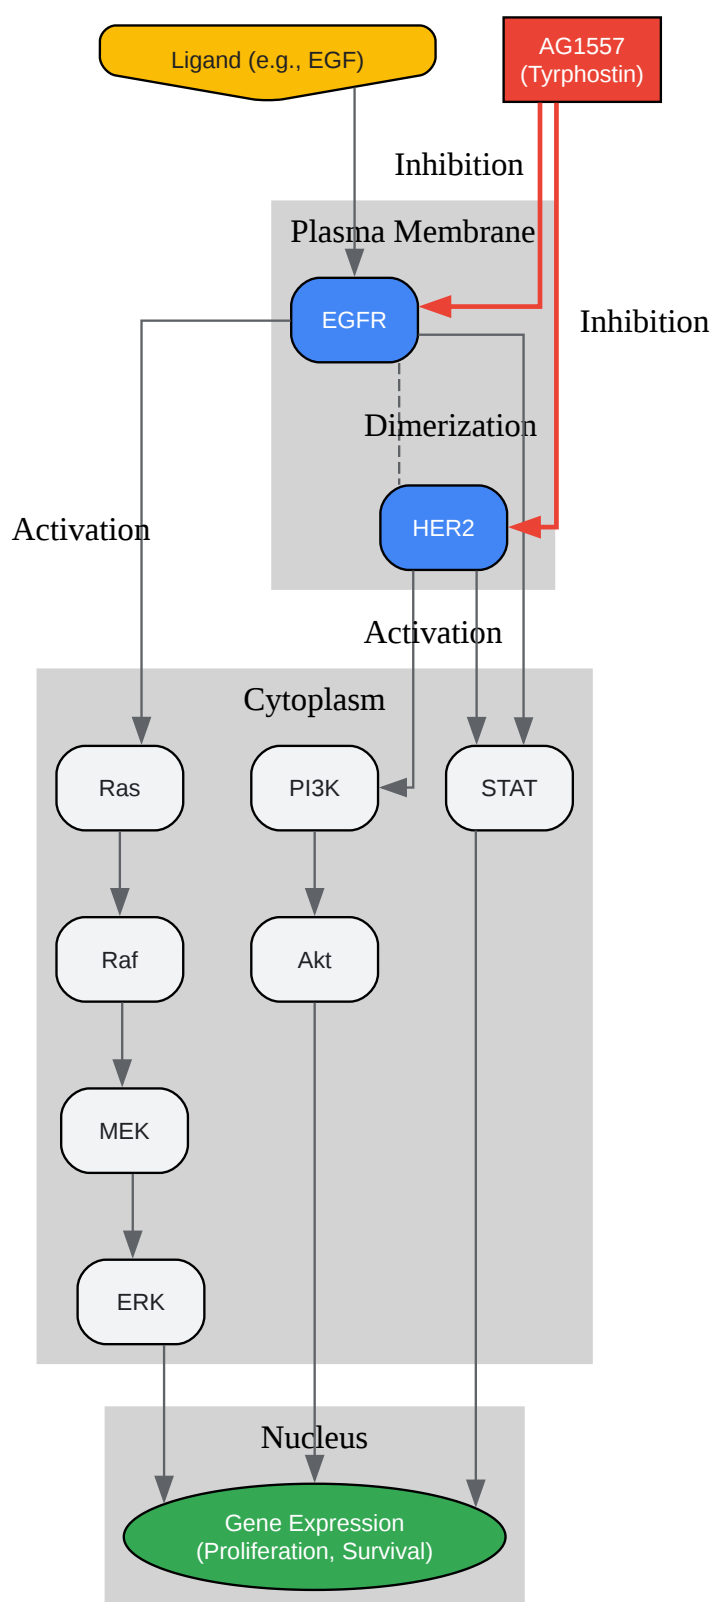 Ligand (e.g., EGF)
AG1557
(Tyrphostin)
Inhibition
Plasma Membrane
EGFR
Inhibition
Dimerization
HER2
Activation
Activation
Cytoplasm
Ras
PI3K
STAT
Raf
Akt
MEK
ERK
Nucleus
Gene Expression
(Proliferation, Survival)